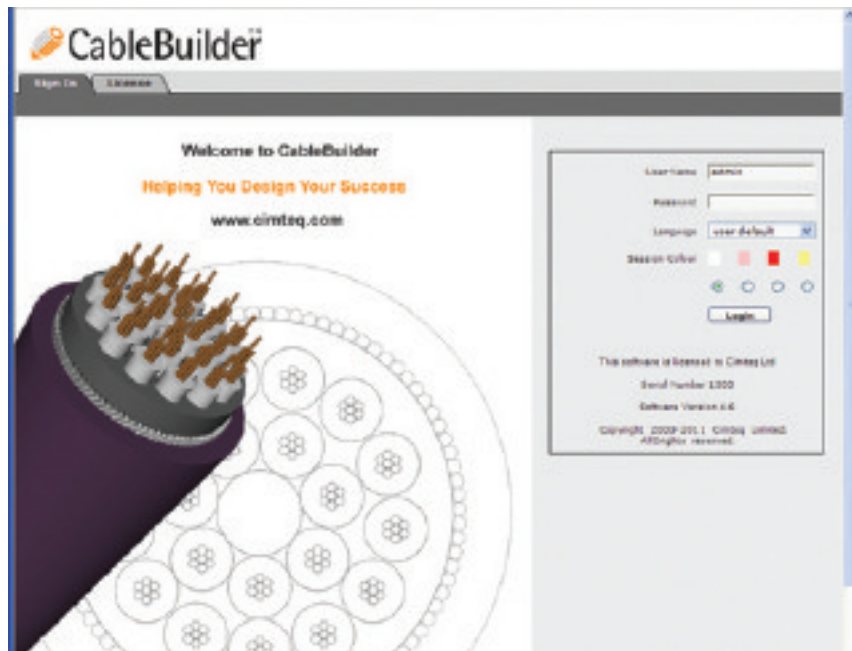 CableBuilder
Sign In
License
Welcome to CableBuilder
Helping You Design Your Success
www.cimteq.com
User Name
admin
Password
Language
user default
Session Colour
Login
This software is licensed to Cimteq Ltd
Serial Number 1000
Software Version 4.6
Copyright 2003-2011 Cimteq Limited.
All rights reserved.